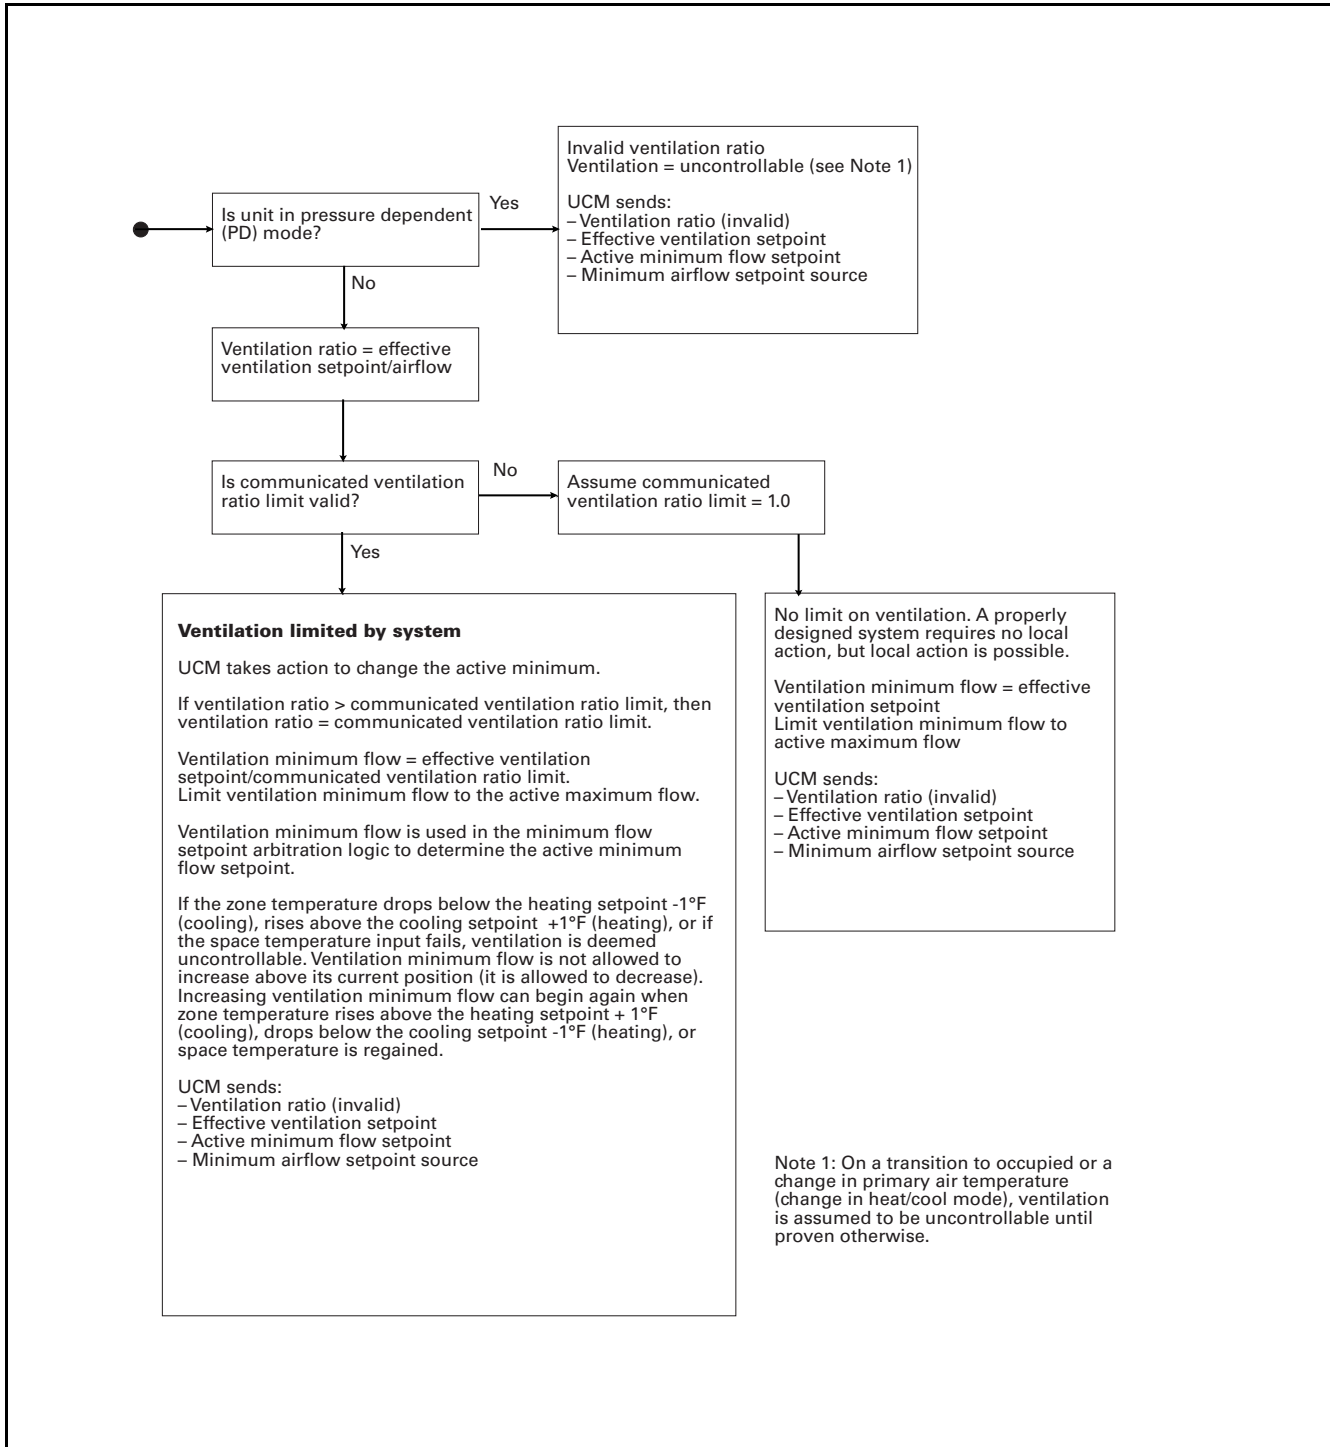 Invalid ventilation ratio
Ventilation = uncontrollable (see Note 1)
UCM sends:
– Ventilation ratio (invalid)
– Effective ventilation setpoint
– Active minimum flow setpoint
– Minimum airflow setpoint source
Is unit in pressure dependent
(PD) mode?
Yes
No
Ventilation ratio = effective
ventilation setpoint/airflow
Is communicated ventilation
ratio limit valid?
No
Assume communicated
ventilation ratio limit = 1.0
Yes
Ventilation limited by system
UCM takes action to change the active minimum.
If ventilation ratio > communicated ventilation ratio limit, then
ventilation ratio = communicated ventilation ratio limit.
Ventilation minimum flow = effective ventilation
setpoint/communicated ventilation ratio limit.
Limit ventilation minimum flow to the active maximum flow.
Ventilation minimum flow is used in the minimum flow
setpoint arbitration logic to determine the active minimum
flow setpoint.
If the zone temperature drops below the heating setpoint -1°F
(cooling), rises above the cooling setpoint +1°F (heating), or if
the space temperature input fails, ventilation is deemed
uncontrollable. Ventilation minimum flow is not allowed to
increase above its current position (it is allowed to decrease).
Increasing ventilation minimum flow can begin again when
zone temperature rises above the heating setpoint + 1°F
(cooling), drops below the cooling setpoint -1°F (heating), or
space temperature is regained.
UCM sends:
– Ventilation ratio (invalid)
– Effective ventilation setpoint
– Active minimum flow setpoint
– Minimum airflow setpoint source
No limit on ventilation. A properly
designed system requires no local
action, but local action is possible.
Ventilation minimum flow = effective
ventilation setpoint
Limit ventilation minimum flow to
active maximum flow
UCM sends:
– Ventilation ratio (invalid)
– Effective ventilation setpoint
– Active minimum flow setpoint
– Minimum airflow setpoint source
Note 1: On a transition to occupied or a
change in primary air temperature
(change in heat/cool mode), ventilation
is assumed to be uncontrollable until
proven otherwise.